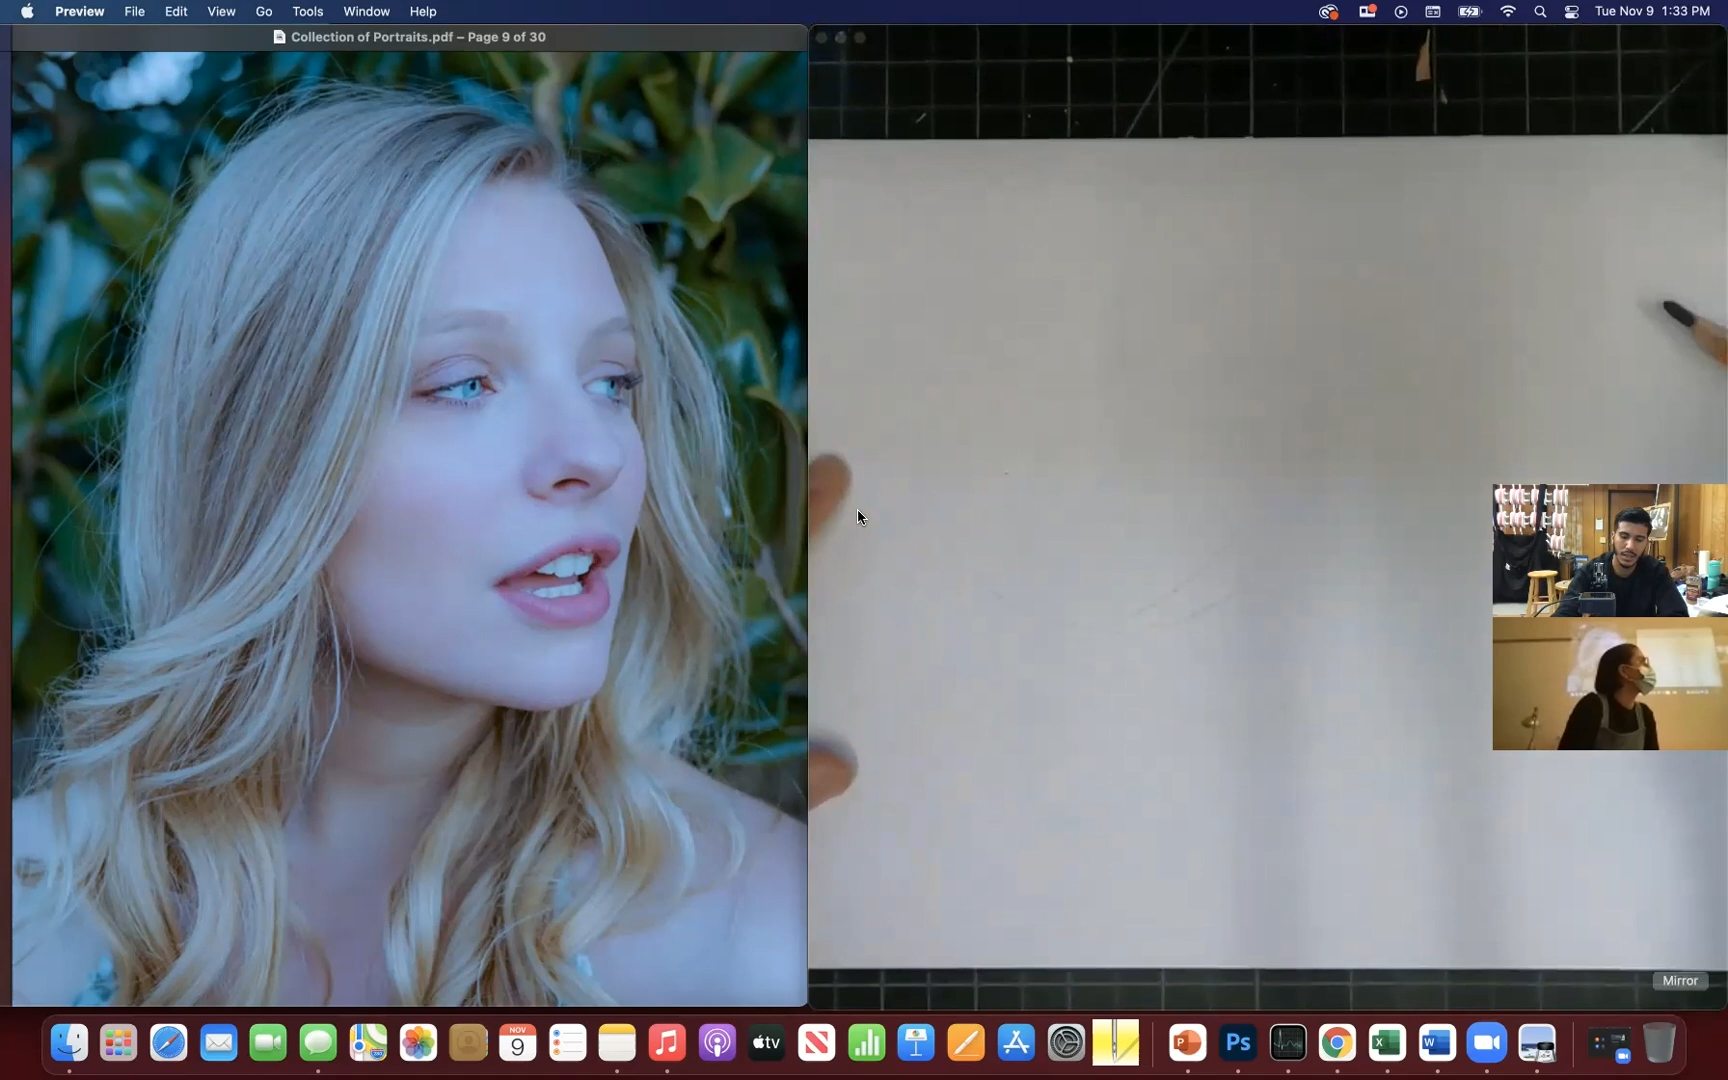 Preview File Edit View Go Tools Window Help Tue Nov 9 1:33 PM
Collection of Portraits.pdf – Page 9 of 30
Mirror
NOV
9
tv
P
Ps
X
W